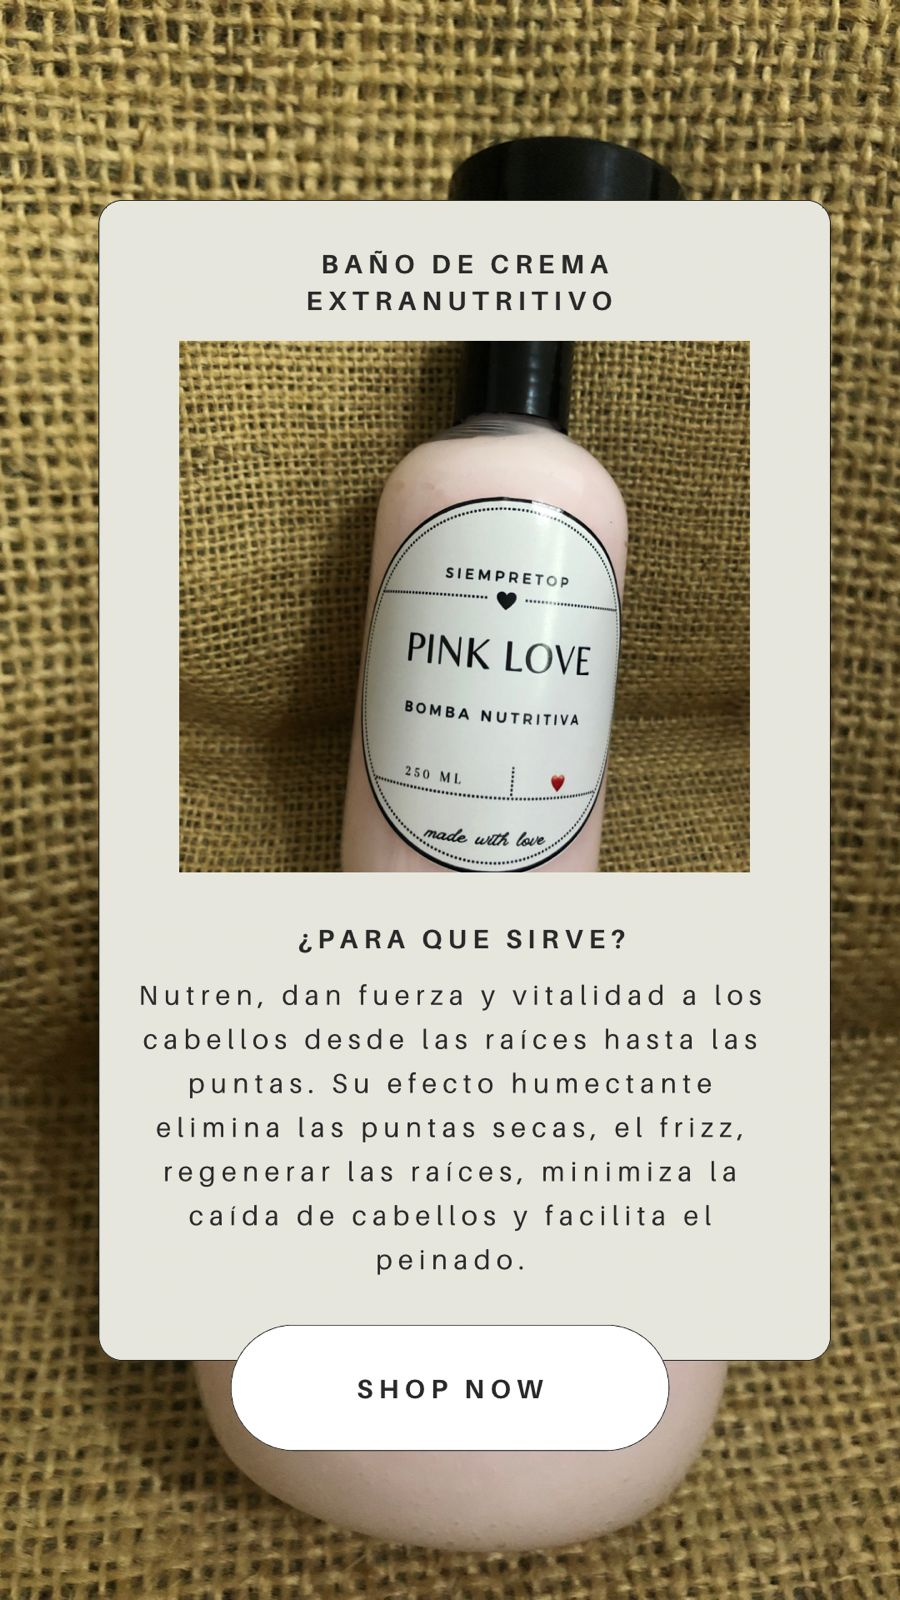 BAÑO DE CREMA
EXTRANUTRITIVO
SIEMPRETOP
PINK LOVE
BOMBA NUTRITIVA
250 ML
made with love
¿PARA QUE SIRVE?
Nutren, dan fuerza y vitalidad a los
cabellos desde las raíces hasta las
puntas. Su efecto humectante
elimina las puntas secas, el frizz,
regenerar las raíces, minimiza la
caída de cabellos y facilita el
peinado.
SHOP NOW